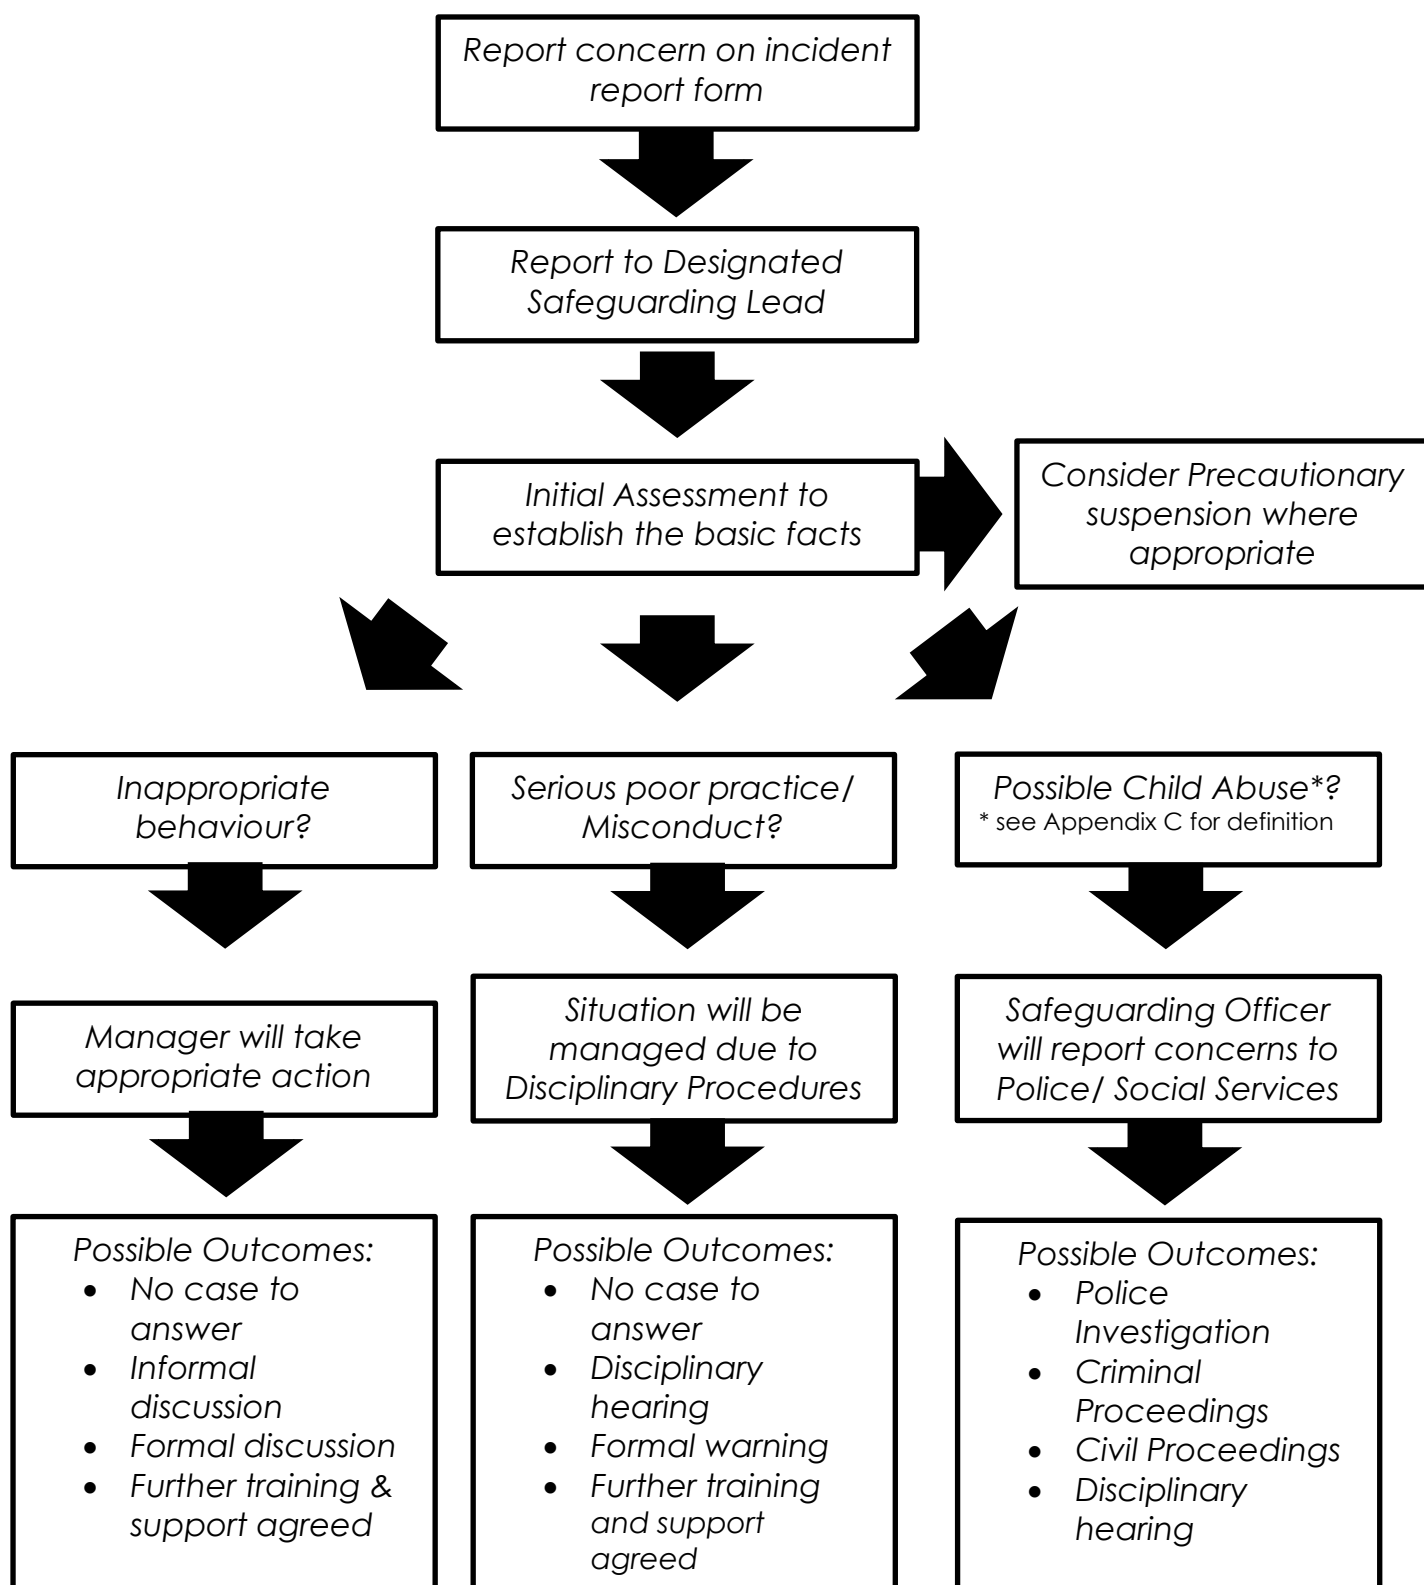 Report concern on incident
report form
Report to Designated
Safeguarding Lead
Initial Assessment to
establish the basic facts
Consider Precautionary
suspension where
appropriate
Inappropriate
behaviour?
Serious poor practice/
Misconduct?
Possible Child Abuse*?
* see Appendix C for definition
Manager will take
appropriate action
Situation will be
managed due to
Disciplinary Procedures
Safeguarding Officer
will report concerns to
Police/ Social Services
Possible Outcomes:
• No case to
answer
• Informal
discussion
• Formal discussion
• Further training &
support agreed
Possible Outcomes:
• No case to
answer
• Disciplinary
hearing
• Formal warning
• Further training
and support
agreed
Possible Outcomes:
• Police
Investigation
• Criminal
Proceedings
• Civil Proceedings
• Disciplinary
hearing